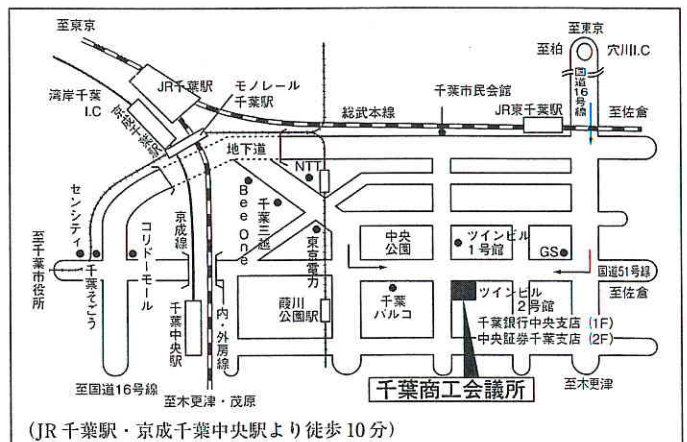 至東京
至東京
至柏
穴川I.C
国道16号線
JR千葉駅
モノレール
千葉駅
湾岸千葉
I.C
京成千葉駅
千葉市民会館
総武本線
JR東千葉駅
至佐倉
地下道
NTT
センシティ
コリドーモール
京成線
Bee One
千葉三越
東京電力
中央
公園
ツインビル
1号館
GS
至千葉市役所
千葉そごう
国道51号線
千葉中央駅
内・外房線
葭川
公園駅
千葉
パルコ
ツインビル
2号館
至佐倉
千葉銀行中央支店 (1F)
中央証券千葉支店 (2F)
至国道16号線
至木更津・茂原
千葉商工会議所
至木更津
(JR千葉駅・京成千葉中央駅より徒歩10分)